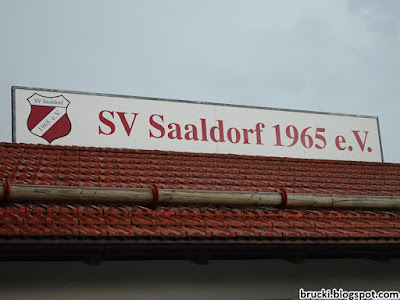 SV Saaldorf
1965 e.V.
SV Saaldorf 1965 e.V.
brucki.blogspot.com